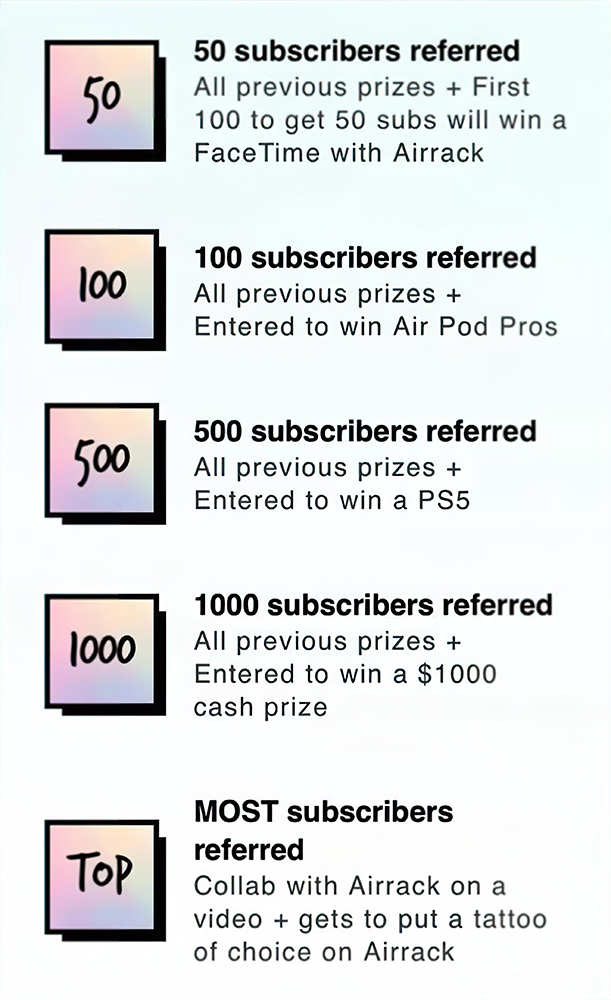 50
50 subscribers referred
All previous prizes + First
100 to get 50 subs will win a
FaceTime with Airrack
100
100 subscribers referred
All previous prizes +
Entered to win Air Pod Pros
500
500 subscribers referred
All previous prizes +
Entered to win a PS5
1000
1000 subscribers referred
All previous prizes +
Entered to win a $1000
cash prize
TOP
MOST subscribers
referred
Collab with Airrack on a
video + gets to put a tattoo
of choice on Airrack